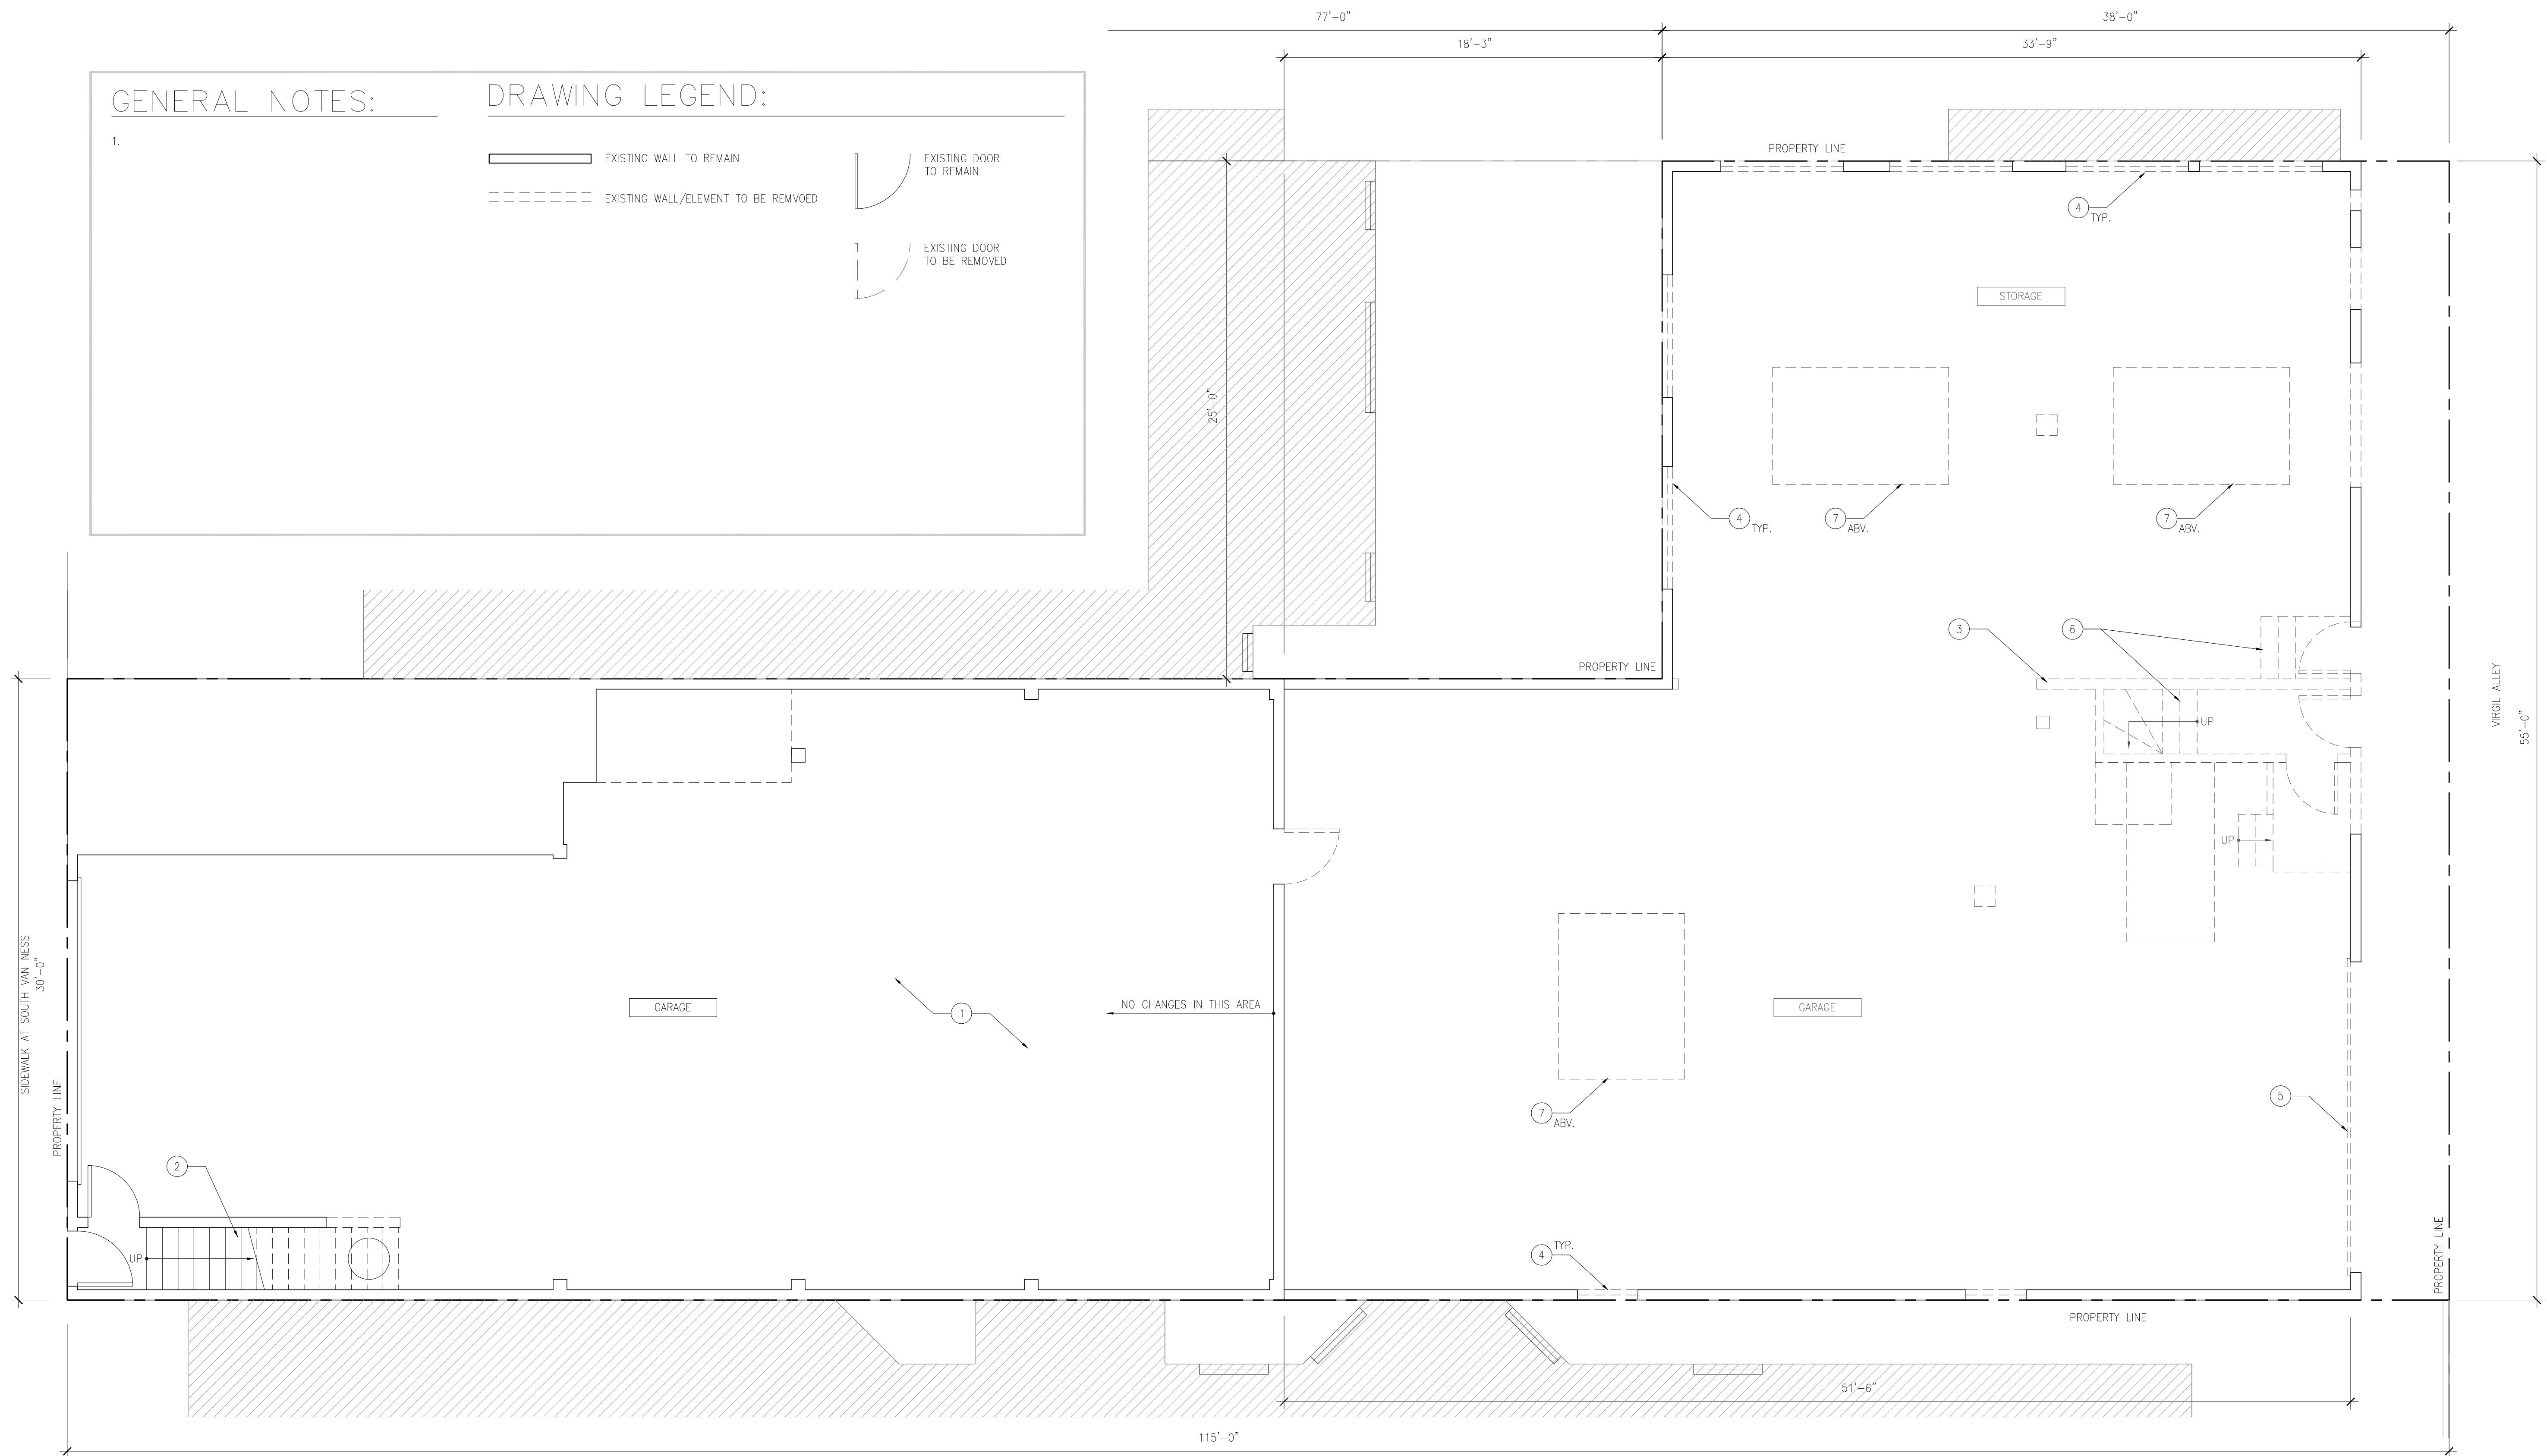 77'-0"
38'-0"
18'-3"
33'-9"
GENERAL NOTES:
1.
DRAWING LEGEND:
EXISTING WALL TO REMAIN
EXISTING WALL/ELEMENT TO BE REMVOED
EXISTING DOOR
TO REMAIN
EXISTING DOOR
TO BE REMOVED
PROPERTY LINE
4
TYP.
STORAGE
25'-0"
4
TYP.
7
ABV.
7
ABV.
3
6
PROPERTY LINE
UP
UP
VIRGIL ALLEY
55'-0"
SIDEWALK AT SOUTH VAN NESS
30'-0"
PROPERTY LINE
GARAGE
1
NO CHANGES IN THIS AREA
GARAGE
7
ABV.
5
2
UP
4
TYP.
PROPERTY LINE
PROPERTY LINE
51'-6"
115'-0"